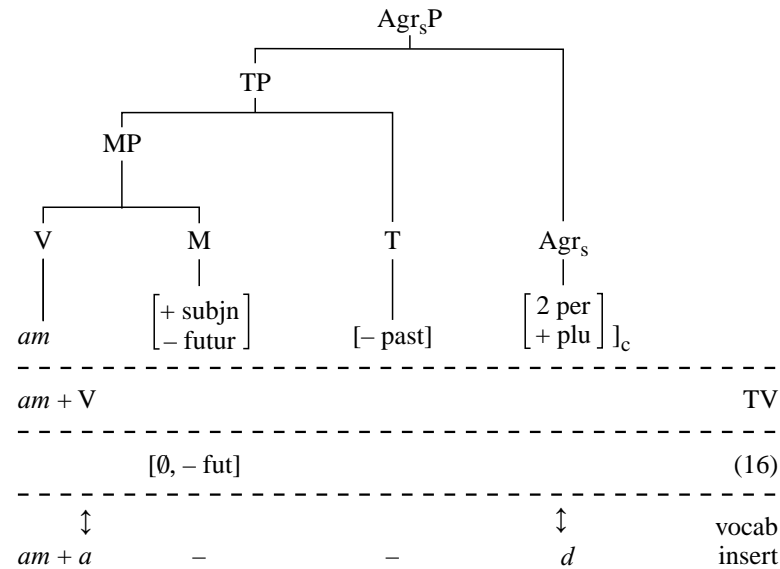 AgrₛP
TP
MP
V M T Agrₛ
[+ subjn 2 per
am – futur] [– past] [+ plu] ]c
am + V TV
[∅, – fut] (16)
↕ ↕ vocab
am + a – – d insert